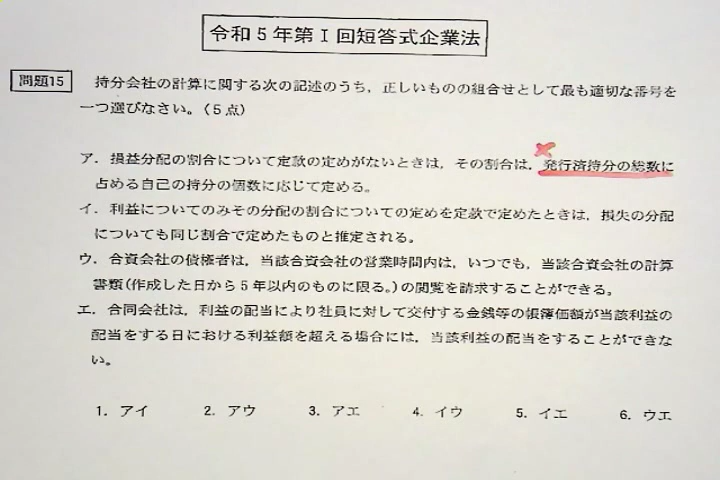 令和5年第Ⅰ回短答式企業法
問題15 持分会社の計算に関する次の記述のうち，正しいものの組合せとして最も適切な番号を
一つ選びなさい。（5点）
ア．損益分配の割合について定款の定めがないときは，その割合は，発行済持分の総数に
占める自己の持分の個数に応じて定める。
イ．利益についてのみその分配の割合についての定めを定款で定めたときは，損失の分配
についても同じ割合で定めたものと推定される。
ウ．合資会社の債権者は，当該合資会社の営業時間内は，いつでも，当該合資会社の計算
書類（作成した日から5年以内のものに限る。）の閲覧を請求することができる。
エ．合同会社は，利益の配当により社員に対して交付する金銭等の帳簿価額が当該利益の
配当をする日における利益額を超える場合には，当該利益の配当をすることができな
い。
1．アイ 2．アウ 3．アエ 4．イウ 5．イエ 6．ウエ